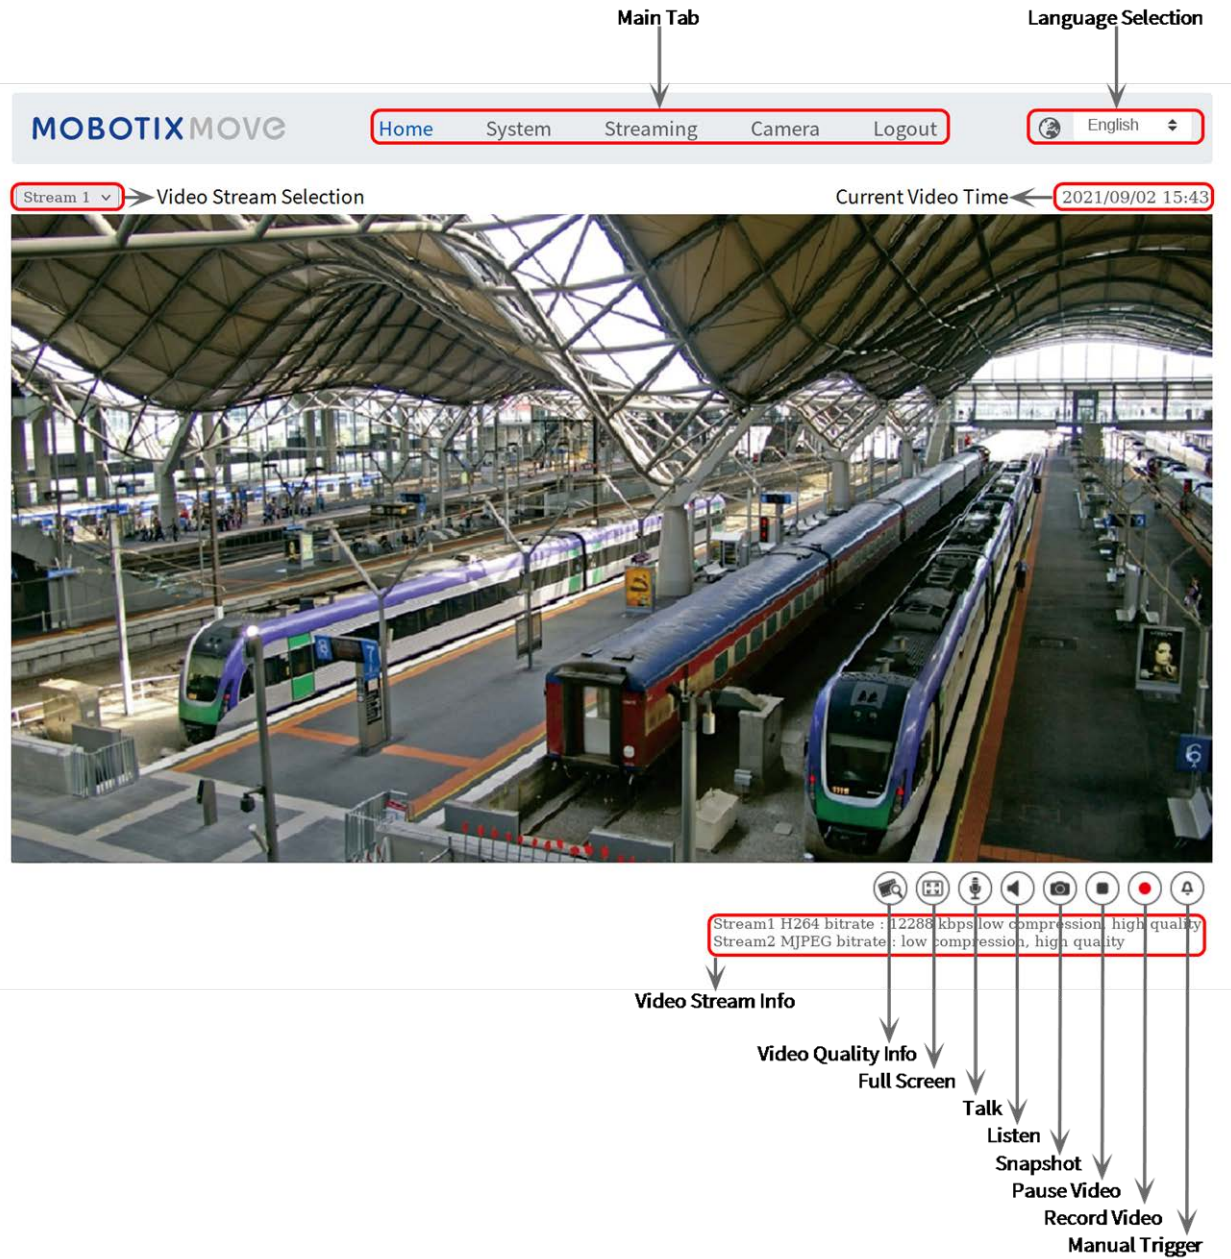 Main Tab
Language Selection
MOBOTIX MOVE
Home System Streaming Camera Logout
English
Stream 1
Video Stream Selection
Current Video Time
2021/09/02 15:43
7
6
Stream1 H264 bitrate : 12288 kbps low compression, high quality
Stream2 MJPEG bitrate : low compression, high quality
Video Stream Info
Video Quality Info
Full Screen
Talk
Listen
Snapshot
Pause Video
Record Video
Manual Trigger